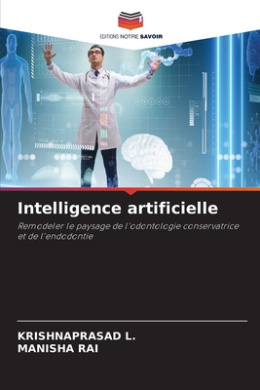 EDITIONS NOTRE SAVOIR
Intelligence artificielle
Remodeler le paysage de l'odontologie conservatrice
et de l'endodontie
KRISHNAPRASAD L.
MANISHA RAI